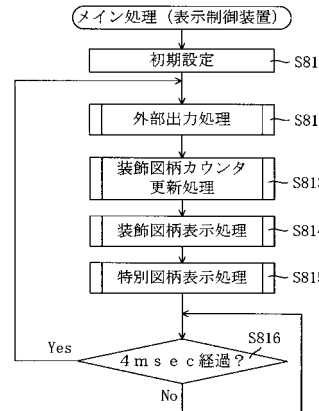 メイン処理（表示制御装置）
初期設定
S81
外部出力処理
S81
装飾図柄カウンタ
更新処理
S813
装飾図柄表示処理
S814
特別図柄表示処理
S815
S816
Yes
４ｍｓｅｃ経過？
No